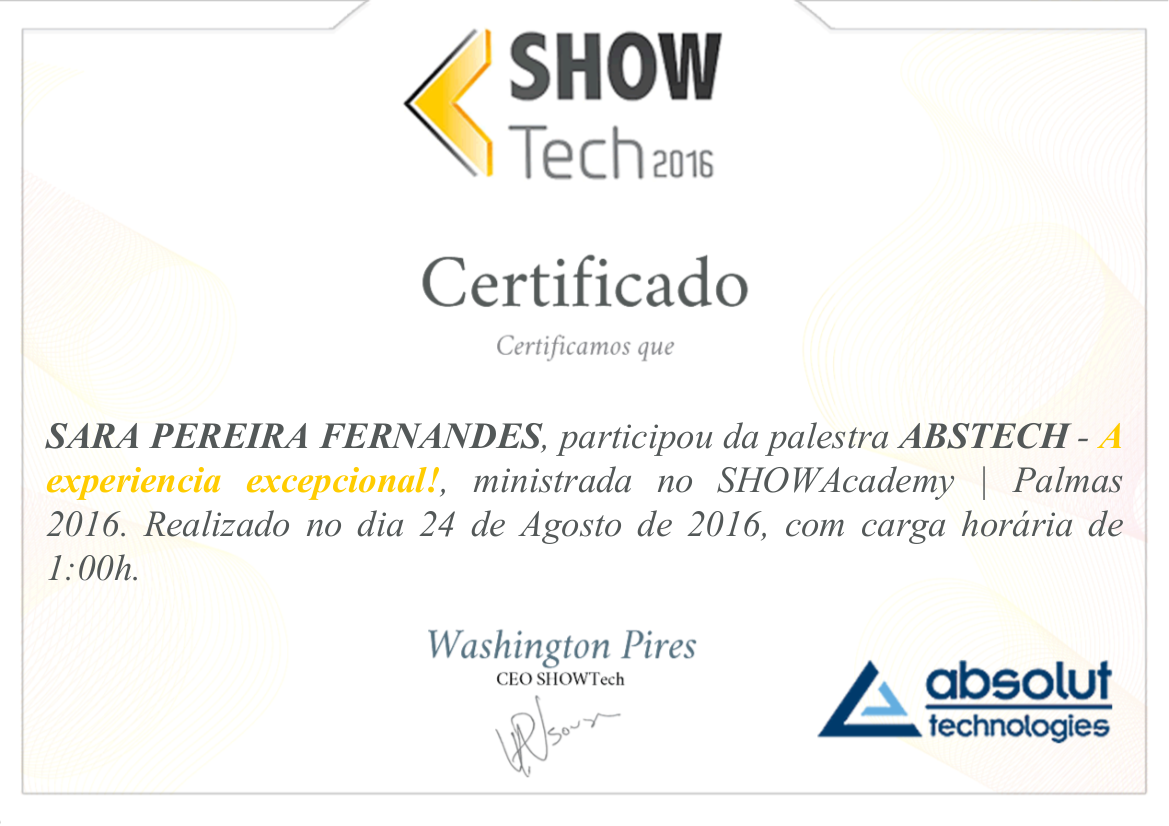 SHOW
Tech 2016
Certificado
Certificamos que
SARA PEREIRA FERNANDES, participou da palestra ABSTECH - A
experiencia excepcional!, ministrada no SHOWAcademy | Palmas
2016. Realizado no dia 24 de Agosto de 2016, com carga horária de
1:00h.
Washington Pires
CEO SHOWTech
absolut
technologies